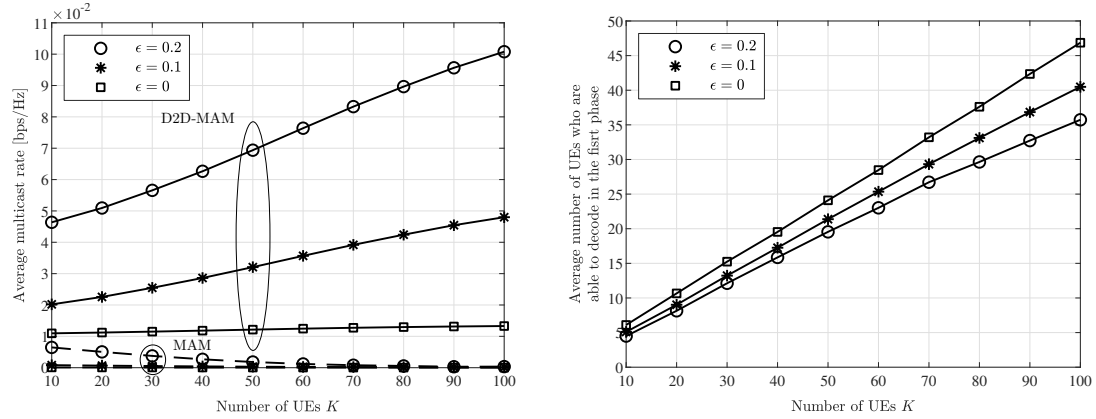 ×10⁻²
11
10
9
8
7
6
5
4
3
2
1
0
10 20 30 40 50 60 70 80 90 100
Average multicast rate [bps/Hz]
Number of UEs K
ϵ = 0.2
ϵ = 0.1
ϵ = 0
D2D-MAM
MAM
50
45
40
35
30
25
20
15
10
5
0
10 20 30 40 50 60 70 80 90 100
Average number of UEs who are
able to decode in the fisrt phase
Number of UEs K
ϵ = 0.2
ϵ = 0.1
ϵ = 0